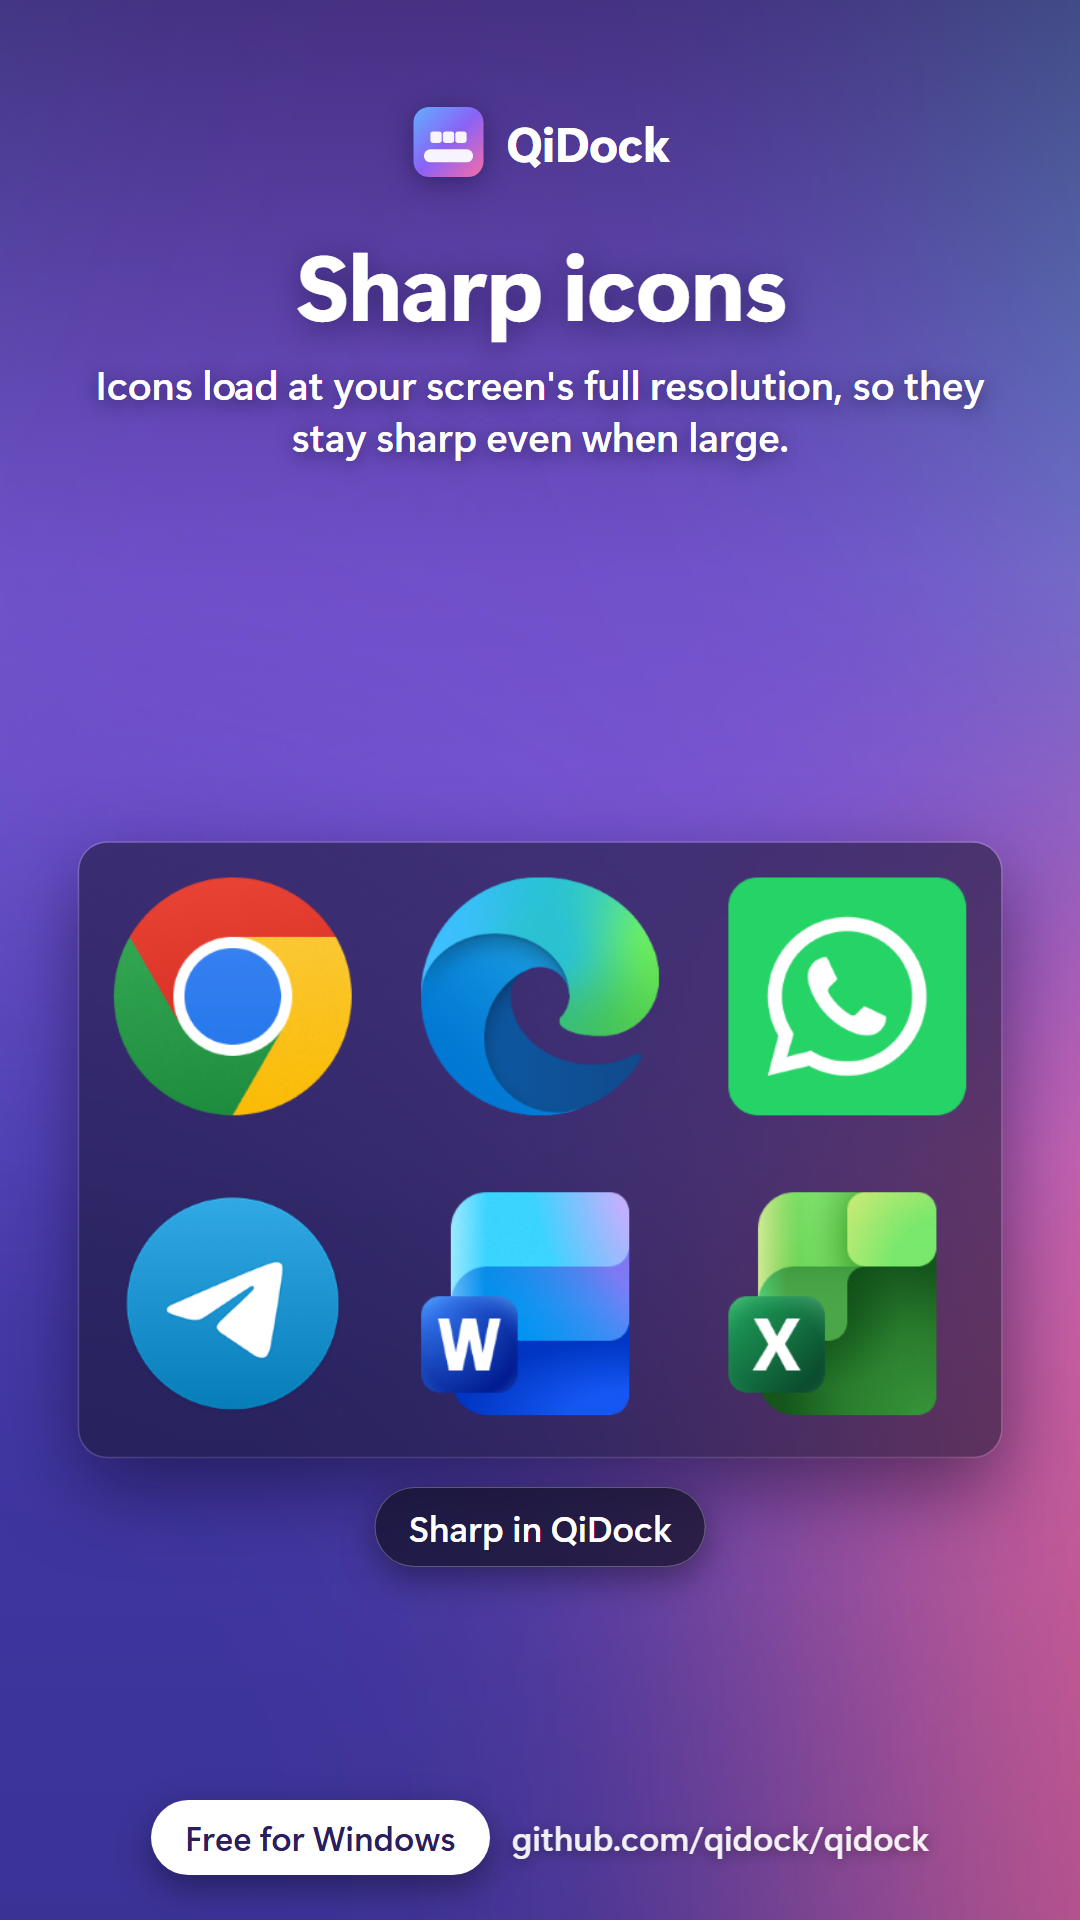 QiDock
Sharp icons
Icons load at your screen's full resolution, so they
stay sharp even when large.
W
X
Sharp in QiDock
Free for Windows
github.com/qidock/qidock